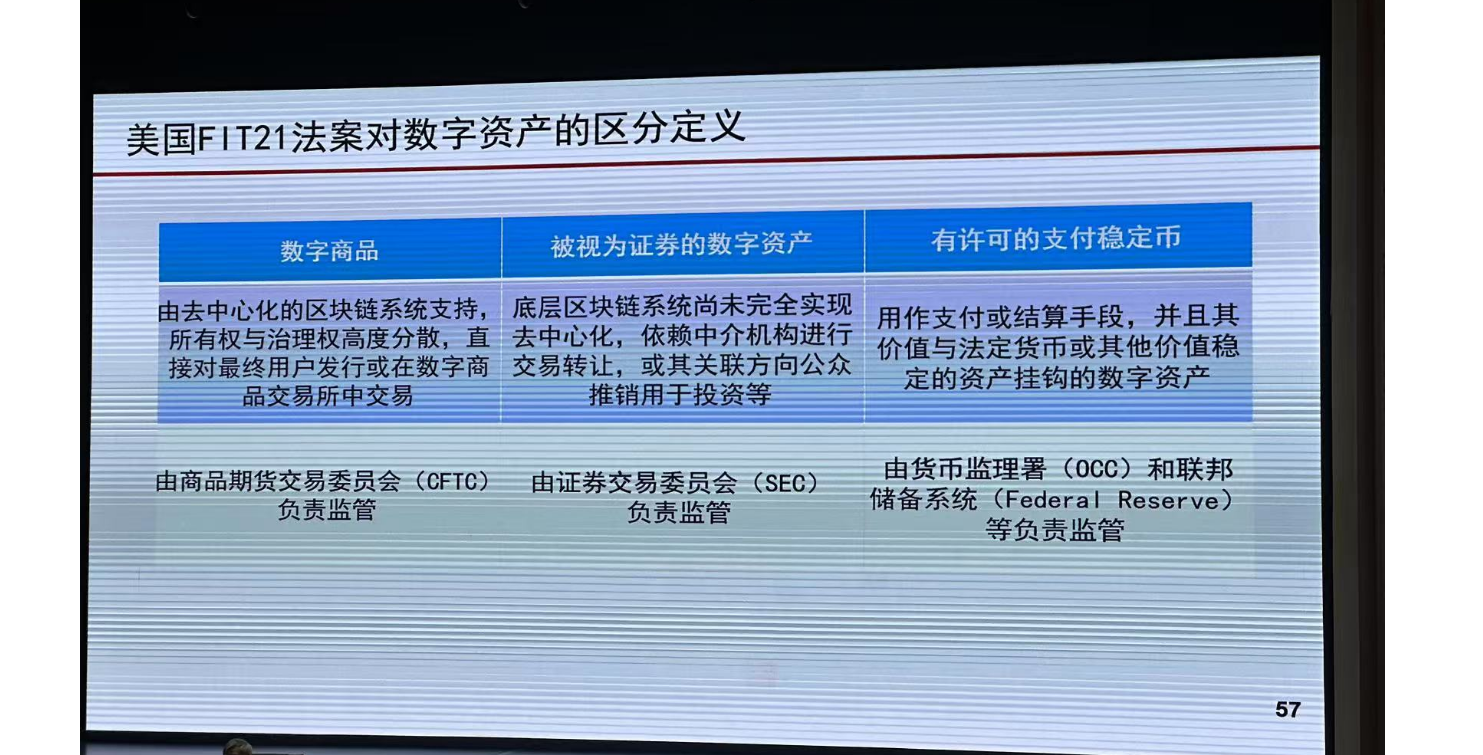 美国FIT21法案对数字资产的区分定义
数字商品
被视为证券的数字资产
有许可的支付稳定币
由去中心化的区块链系统支持，
所有权与治理权高度分散，直
接对最终用户发行或在数字商
品交易所中交易
底层区块链系统尚未完全实现
去中心化，依赖中介机构进行
交易转让，或其关联方向公众
推销用于投资等
用作支付或结算手段，并且其
价值与法定货币或其他价值稳
定的资产挂钩的数字资产
由商品期货交易委员会（CFTC）
负责监管
由证券交易委员会（SEC）
负责监管
由货币监理署（OCC）和联邦
储备系统（Federal Reserve）
等负责监管
57